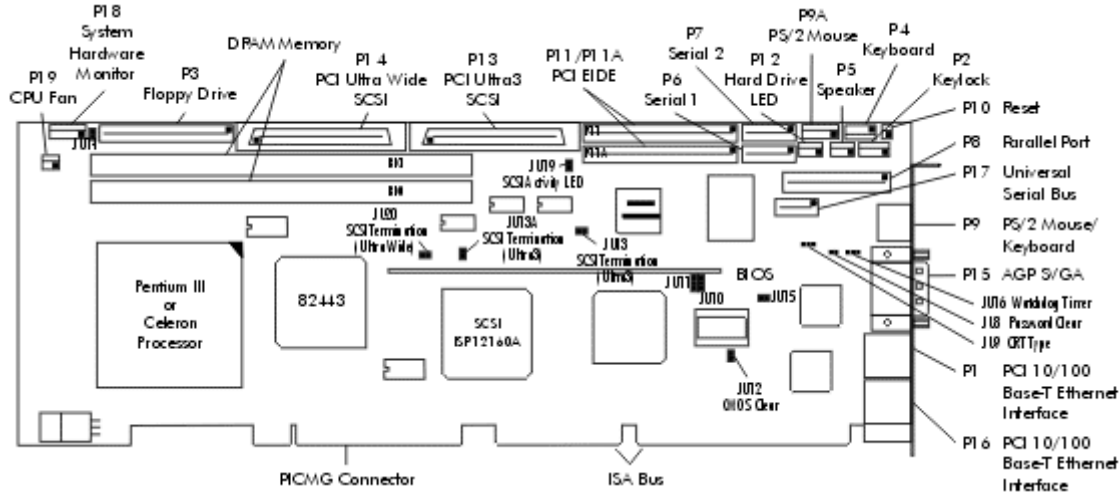 P18
System
Hardware
Monitor
P19
CPU Fan
P3
Floppy Drive
DPAM Memory
P14
PCI Ultra Wide
SCSI
P13
PCI Ultra3
SCSI
P11/P11A
PCI EIDE
P7
Serial 2
P6
Serial 1
P12
Hard Drive
LED
P9A
PS/2 Mouse
P5
Speaker
P4
Keyboard
P2
Keylock
P10 Reset
P8 Parallel Port
P17 Universal
Serial Bus
P9 PS/2 Mouse/
Keyboard
P15 AGP S/GA
JU16 Watchdog Timer
JU8 Password Clear
JU9 CRT Type
P1 PCI 10/100
Base-T Ethernet
Interface
P16 PCI 10/100
Base-T Ethernet
Interface
P11
P11A
JU19
SCSI Activity LED
JU20
SCSI Termination
(Ultra Wide)
JU13A
SCSI Termination
(Ultra3)
JU13
SCSI Termination
(Ultra3)
JU11
JU10
BIOS
JU15
JU12
CMOS Clear
Pentium III
or
Celeron
Processor
82443
SCSI
ISP12160A
PICMG Connector
ISA Bus